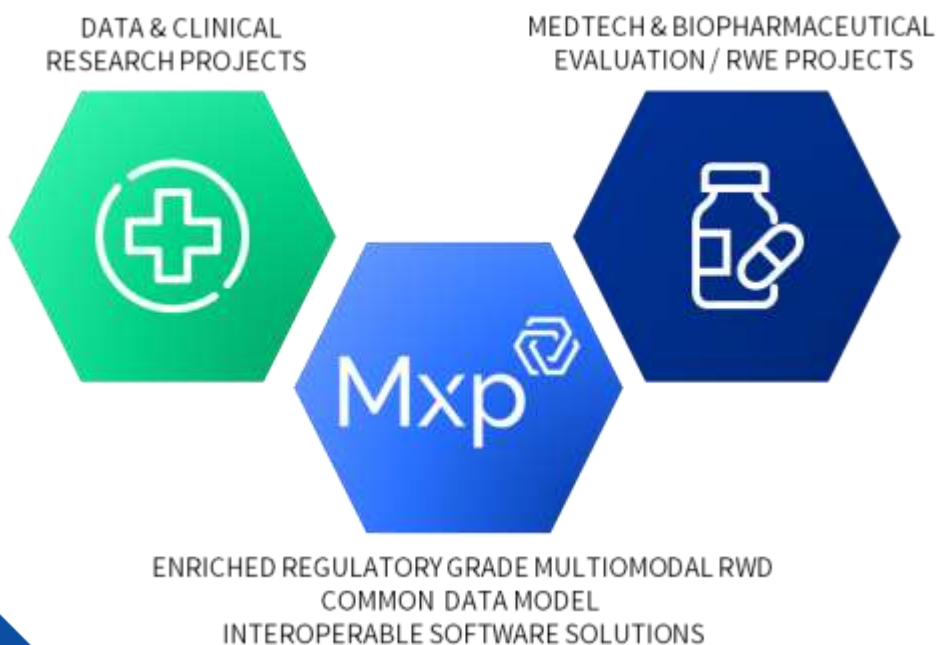 DATA & CLINICAL
RESEARCH PROJECTS
MEDTECH & BIOPHARMACEUTICAL
EVALUATION / RWE PROJECTS
Mxp
ENRICHED REGULATORY GRADE MULTIOMODAL RWD
COMMON DATA MODEL
INTEROPERABLE SOFTWARE SOLUTIONS